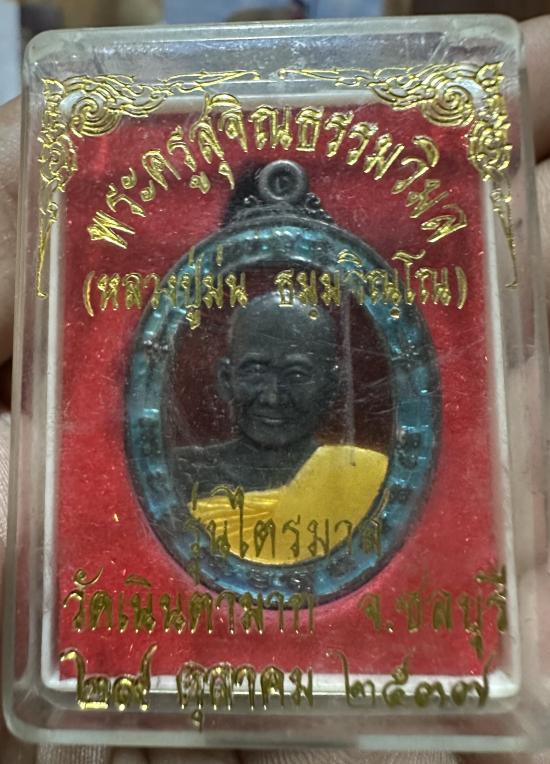 พระครูสุจิณธรรมวิมล
(หลวงปู่ม่น ธมฺมจิณฺโณ)
รุ่นไตรมาส
วัดเนินตามาก จ.ชลบุรี
๒๙ ตุลาคม ๒๕๓๗